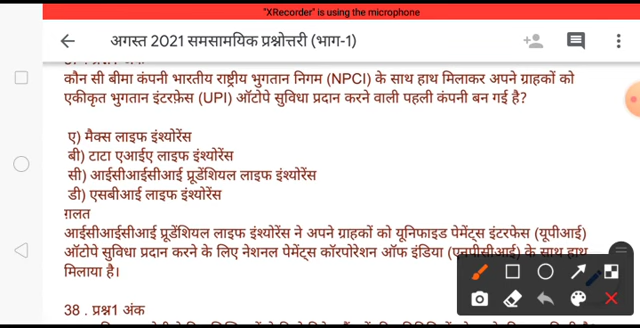 "XRecorder" is using the microphone
अगस्त 2021 समसामयिक प्रश्नोत्तरी (भाग-1)
कौन सी बीमा कंपनी भारतीय राष्ट्रीय भुगतान निगम (NPCI) के साथ हाथ मिलाकर अपने ग्राहकों को
एकीकृत भुगतान इंटरफ़ेस (UPI) ऑटोपे सुविधा प्रदान करने वाली पहली कंपनी बन गई है?
ए) मैक्स लाइफ इंश्योरेंस
बी) टाटा एआईए लाइफ इंश्योरेंस
सी) आईसीआईसीआई प्रूडेंशियल लाइफ इंश्योरेंस
डी) एसबीआई लाइफ इंश्योरेंस
ग़लत
आईसीआईसीआई प्रूडेंशियल लाइफ इंश्योरेंस ने अपने ग्राहकों को यूनिफाइड पेमेंट्स इंटरफेस (यूपीआई)
ऑटोपे सुविधा प्रदान करने के लिए नेशनल पेमेंट्स कॉरपोरेशन ऑफ इंडिया (एनपीसीआई) के साथ हाथ
मिलाया है।
38 . प्रश्न1 अंक